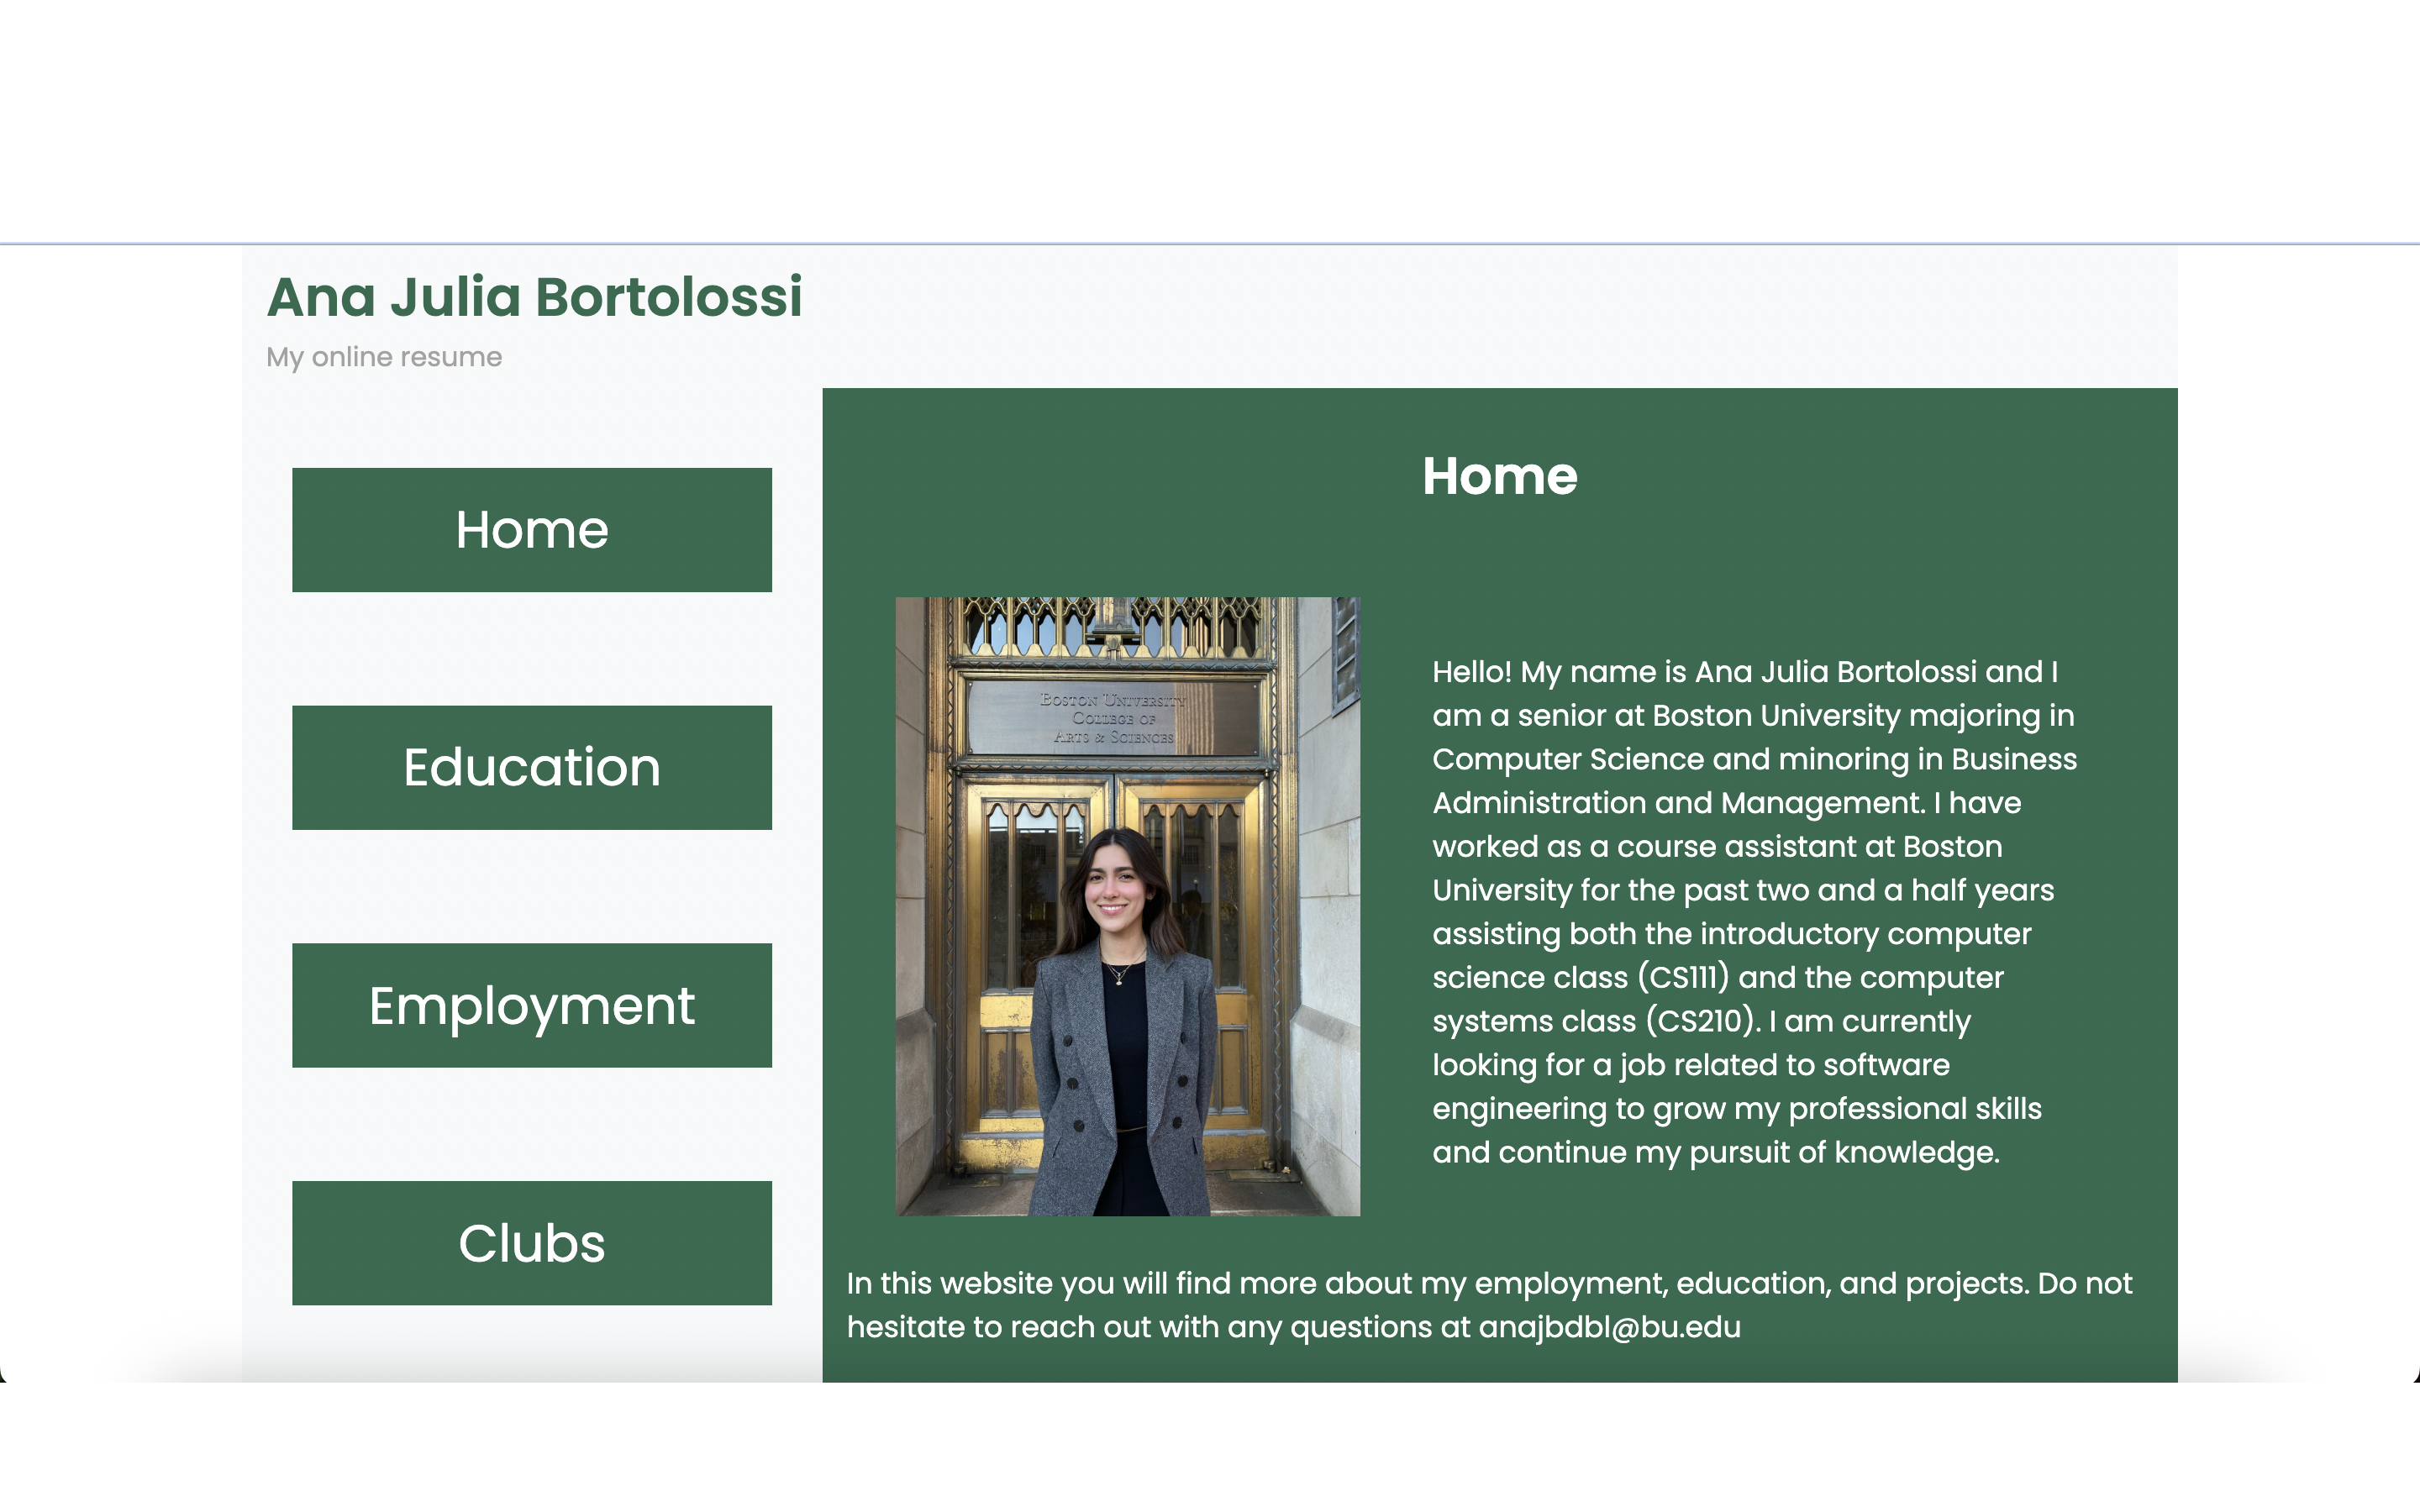 Ana Julia Bortolossi
My online resume
Home
Education
Employment
Clubs
Home
BOSTON UNIVERSITY
COLLEGE OF
ARTS & SCIENCES
Hello! My name is Ana Julia Bortolossi and I
am a senior at Boston University majoring in
Computer Science and minoring in Business
Administration and Management. I have
worked as a course assistant at Boston
University for the past two and a half years
assisting both the introductory computer
science class (CS111) and the computer
systems class (CS210). I am currently
looking for a job related to software
engineering to grow my professional skills
and continue my pursuit of knowledge.
In this website you will find more about my employment, education, and projects. Do not
hesitate to reach out with any questions at anajbdbl@bu.edu